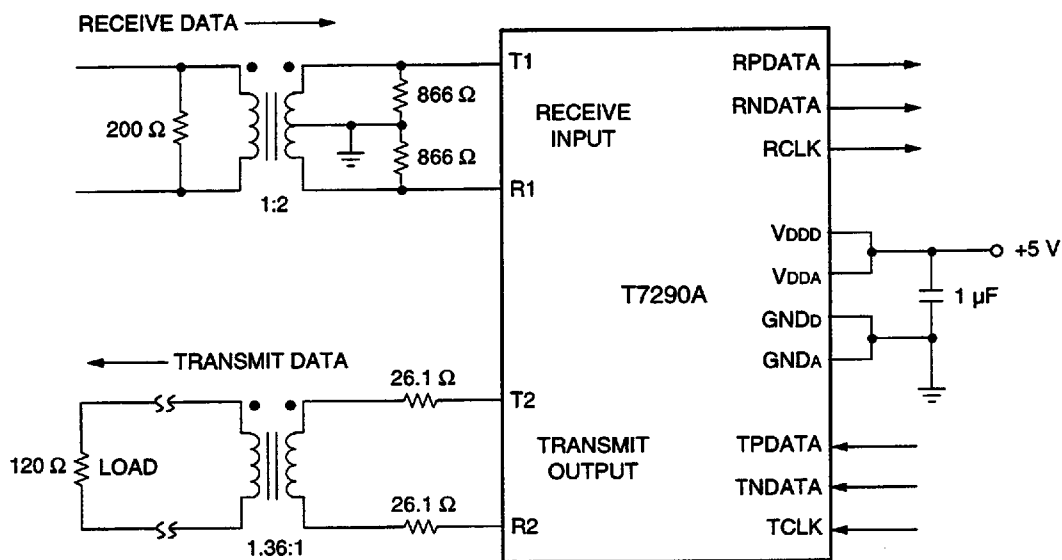 RECEIVE DATA
200 Ω
1:2
866 Ω
866 Ω
T1
RECEIVE
INPUT
R1
RPDATA
RNDATA
RCLK
VDDD
VDDA
+5 V
1 µF
T7290A
GNDD
GNDA
TRANSMIT DATA
26.1 Ω
T2
120 Ω
LOAD
TRANSMIT
OUTPUT
26.1 Ω
R2
1.36:1
TPDATA
TNDATA
TCLK